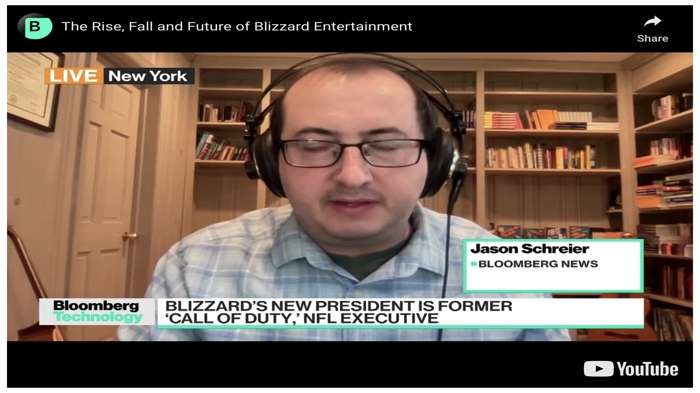 B
The Rise, Fall and Future of Blizzard Entertainment
Share
LIVE New York
Jason Schreier
BLOOMBERG NEWS
Bloomberg
Technology
BLIZZARD'S NEW PRESIDENT IS FORMER
'CALL OF DUTY,' NFL EXECUTIVE
YouTube